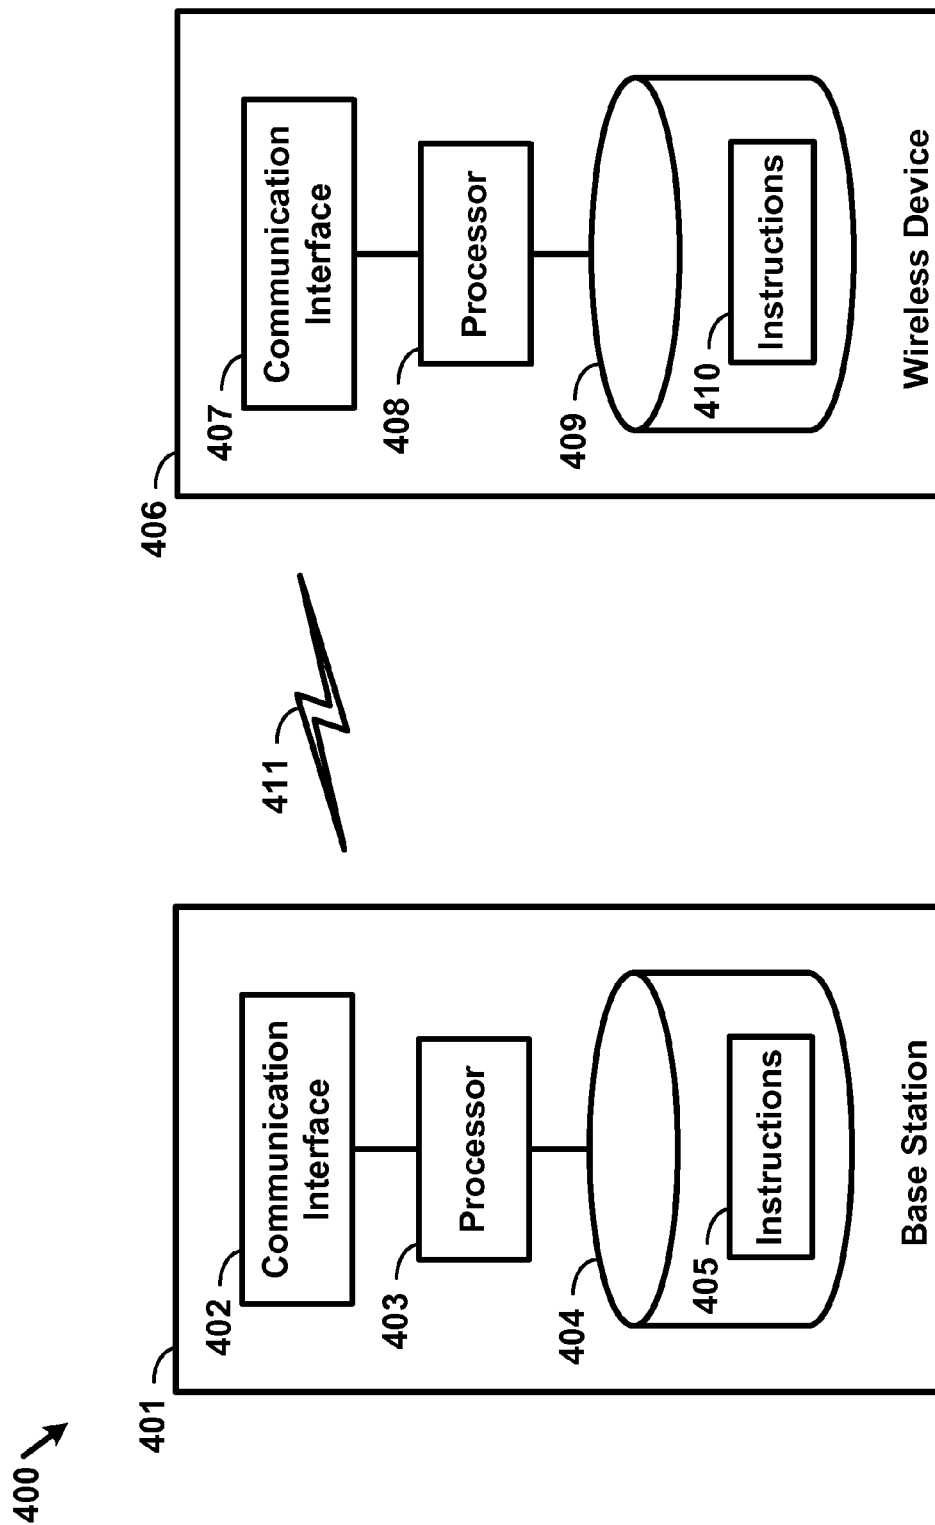 400
401
402
Communication
Interface
403
Processor
404
405
Instructions
Base Station
411
406
407
Communication
Interface
408
Processor
409
410
Instructions
Wireless Device